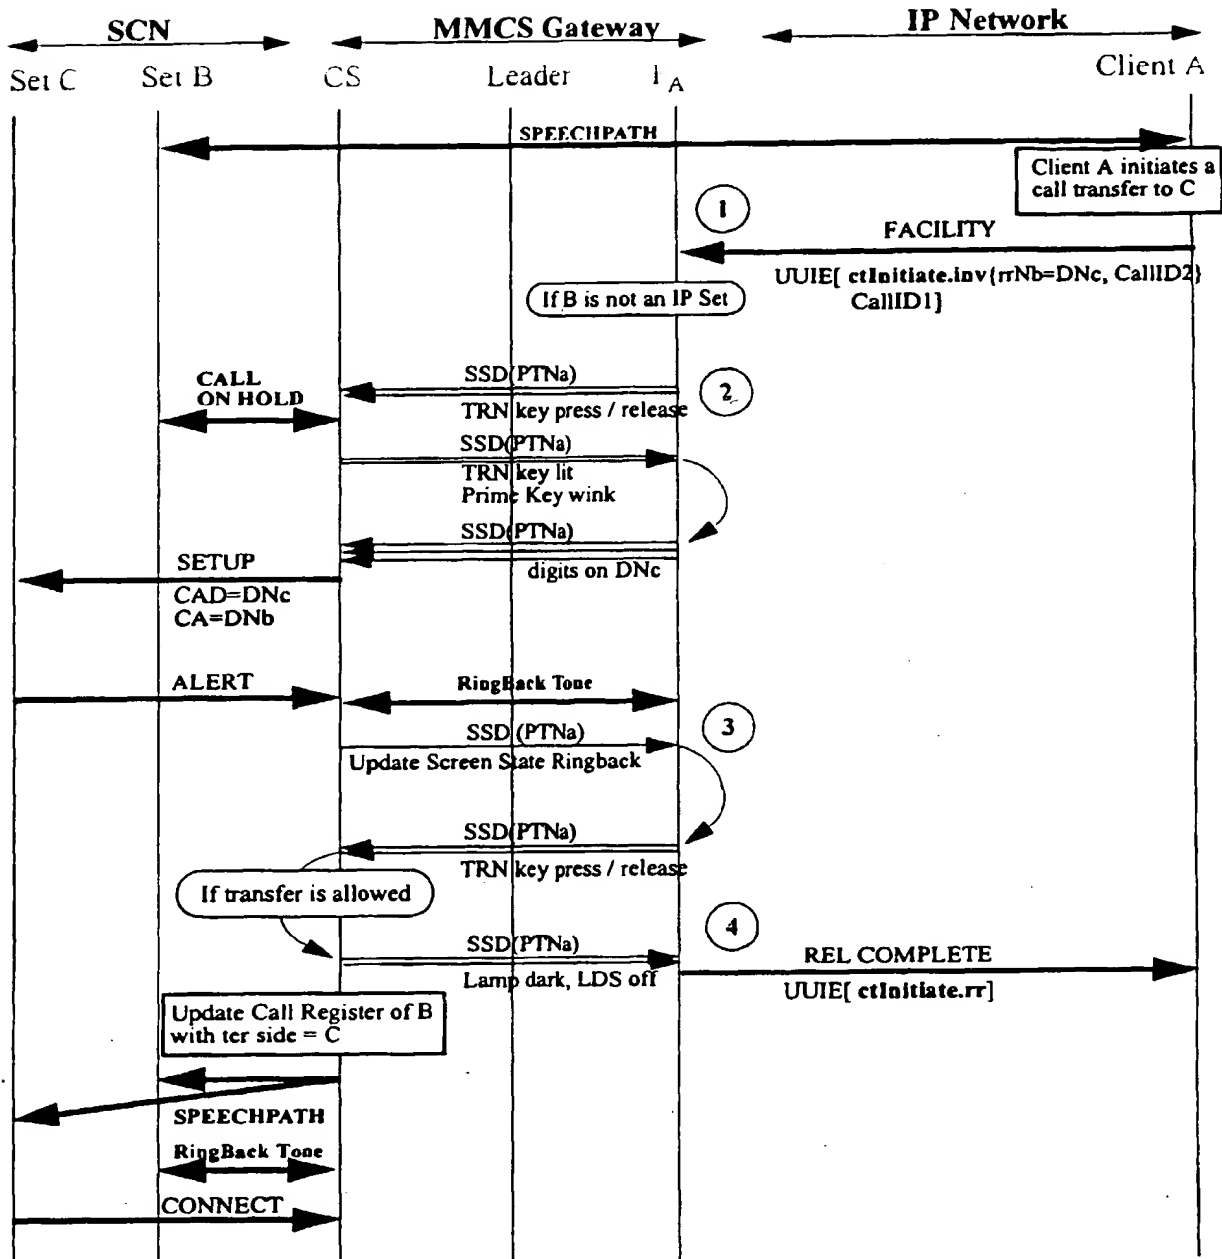 SCN
MMCS Gateway
IP Network
Set C
Set B
CS
Leader
A
Client A
SPEECHPATH
Client A initiates a
call transfer to C
1
FACILITY
UUIE[ ctInitiate.inv{rrNb=DNc, CallID2}
CallID1]
If B is not an IP Set
CALL
ON HOLD
SSD(PTNa)
2
TRN key press / release
SSD(PTNa)
TRN key lit
Prime Key wink
SSD(PTNa)
digits on DNc
SETUP
CAD=DNc
CA=DNb
ALERT
RingBack Tone
SSD (PTNa)
3
Update Screen State Ringback
SSD(PTNa)
TRN key press / release
If transfer is allowed
4
SSD(PTNa)
Lamp dark, LDS off
REL COMPLETE
UUIE[ ctInitiate.rr]
Update Call Register of B
with ter side = C
SPEECHPATH
RingBack Tone
CONNECT